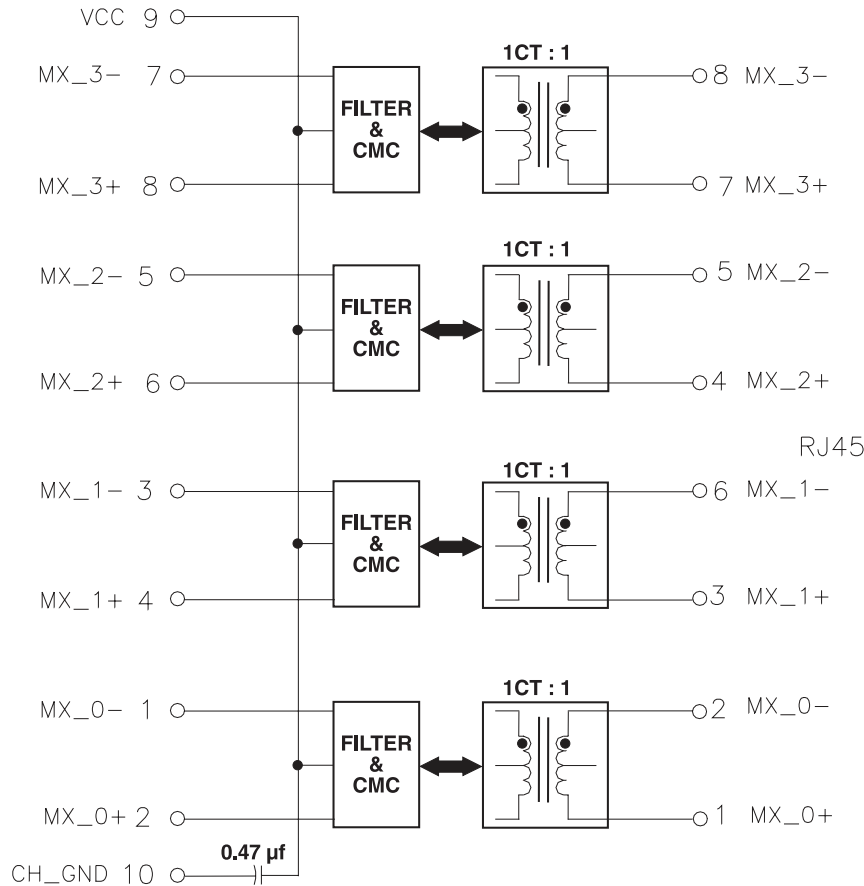 VCC 9
1CT : 1
MX_3- 7
FILTER
&
CMC
8 MX_3-
MX_3+ 8
7 MX_3+
1CT : 1
MX_2- 5
FILTER
&
CMC
5 MX_2-
MX_2+ 6
4 MX_2+
RJ45
1CT : 1
MX_1- 3
FILTER
&
CMC
6 MX_1-
MX_1+ 4
3 MX_1+
1CT : 1
MX_0- 1
FILTER
&
CMC
2 MX_0-
MX_0+ 2
1 MX_0+
0.47 µf
CH_GND 10